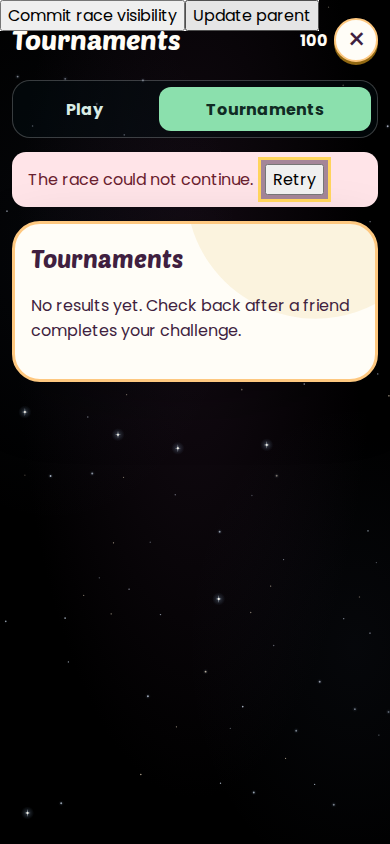 Commit race visibility Update parent
Tournaments 100 ×
Play Tournaments
The race could not continue. Retry
Tournaments
No results yet. Check back after a friend
completes your challenge.